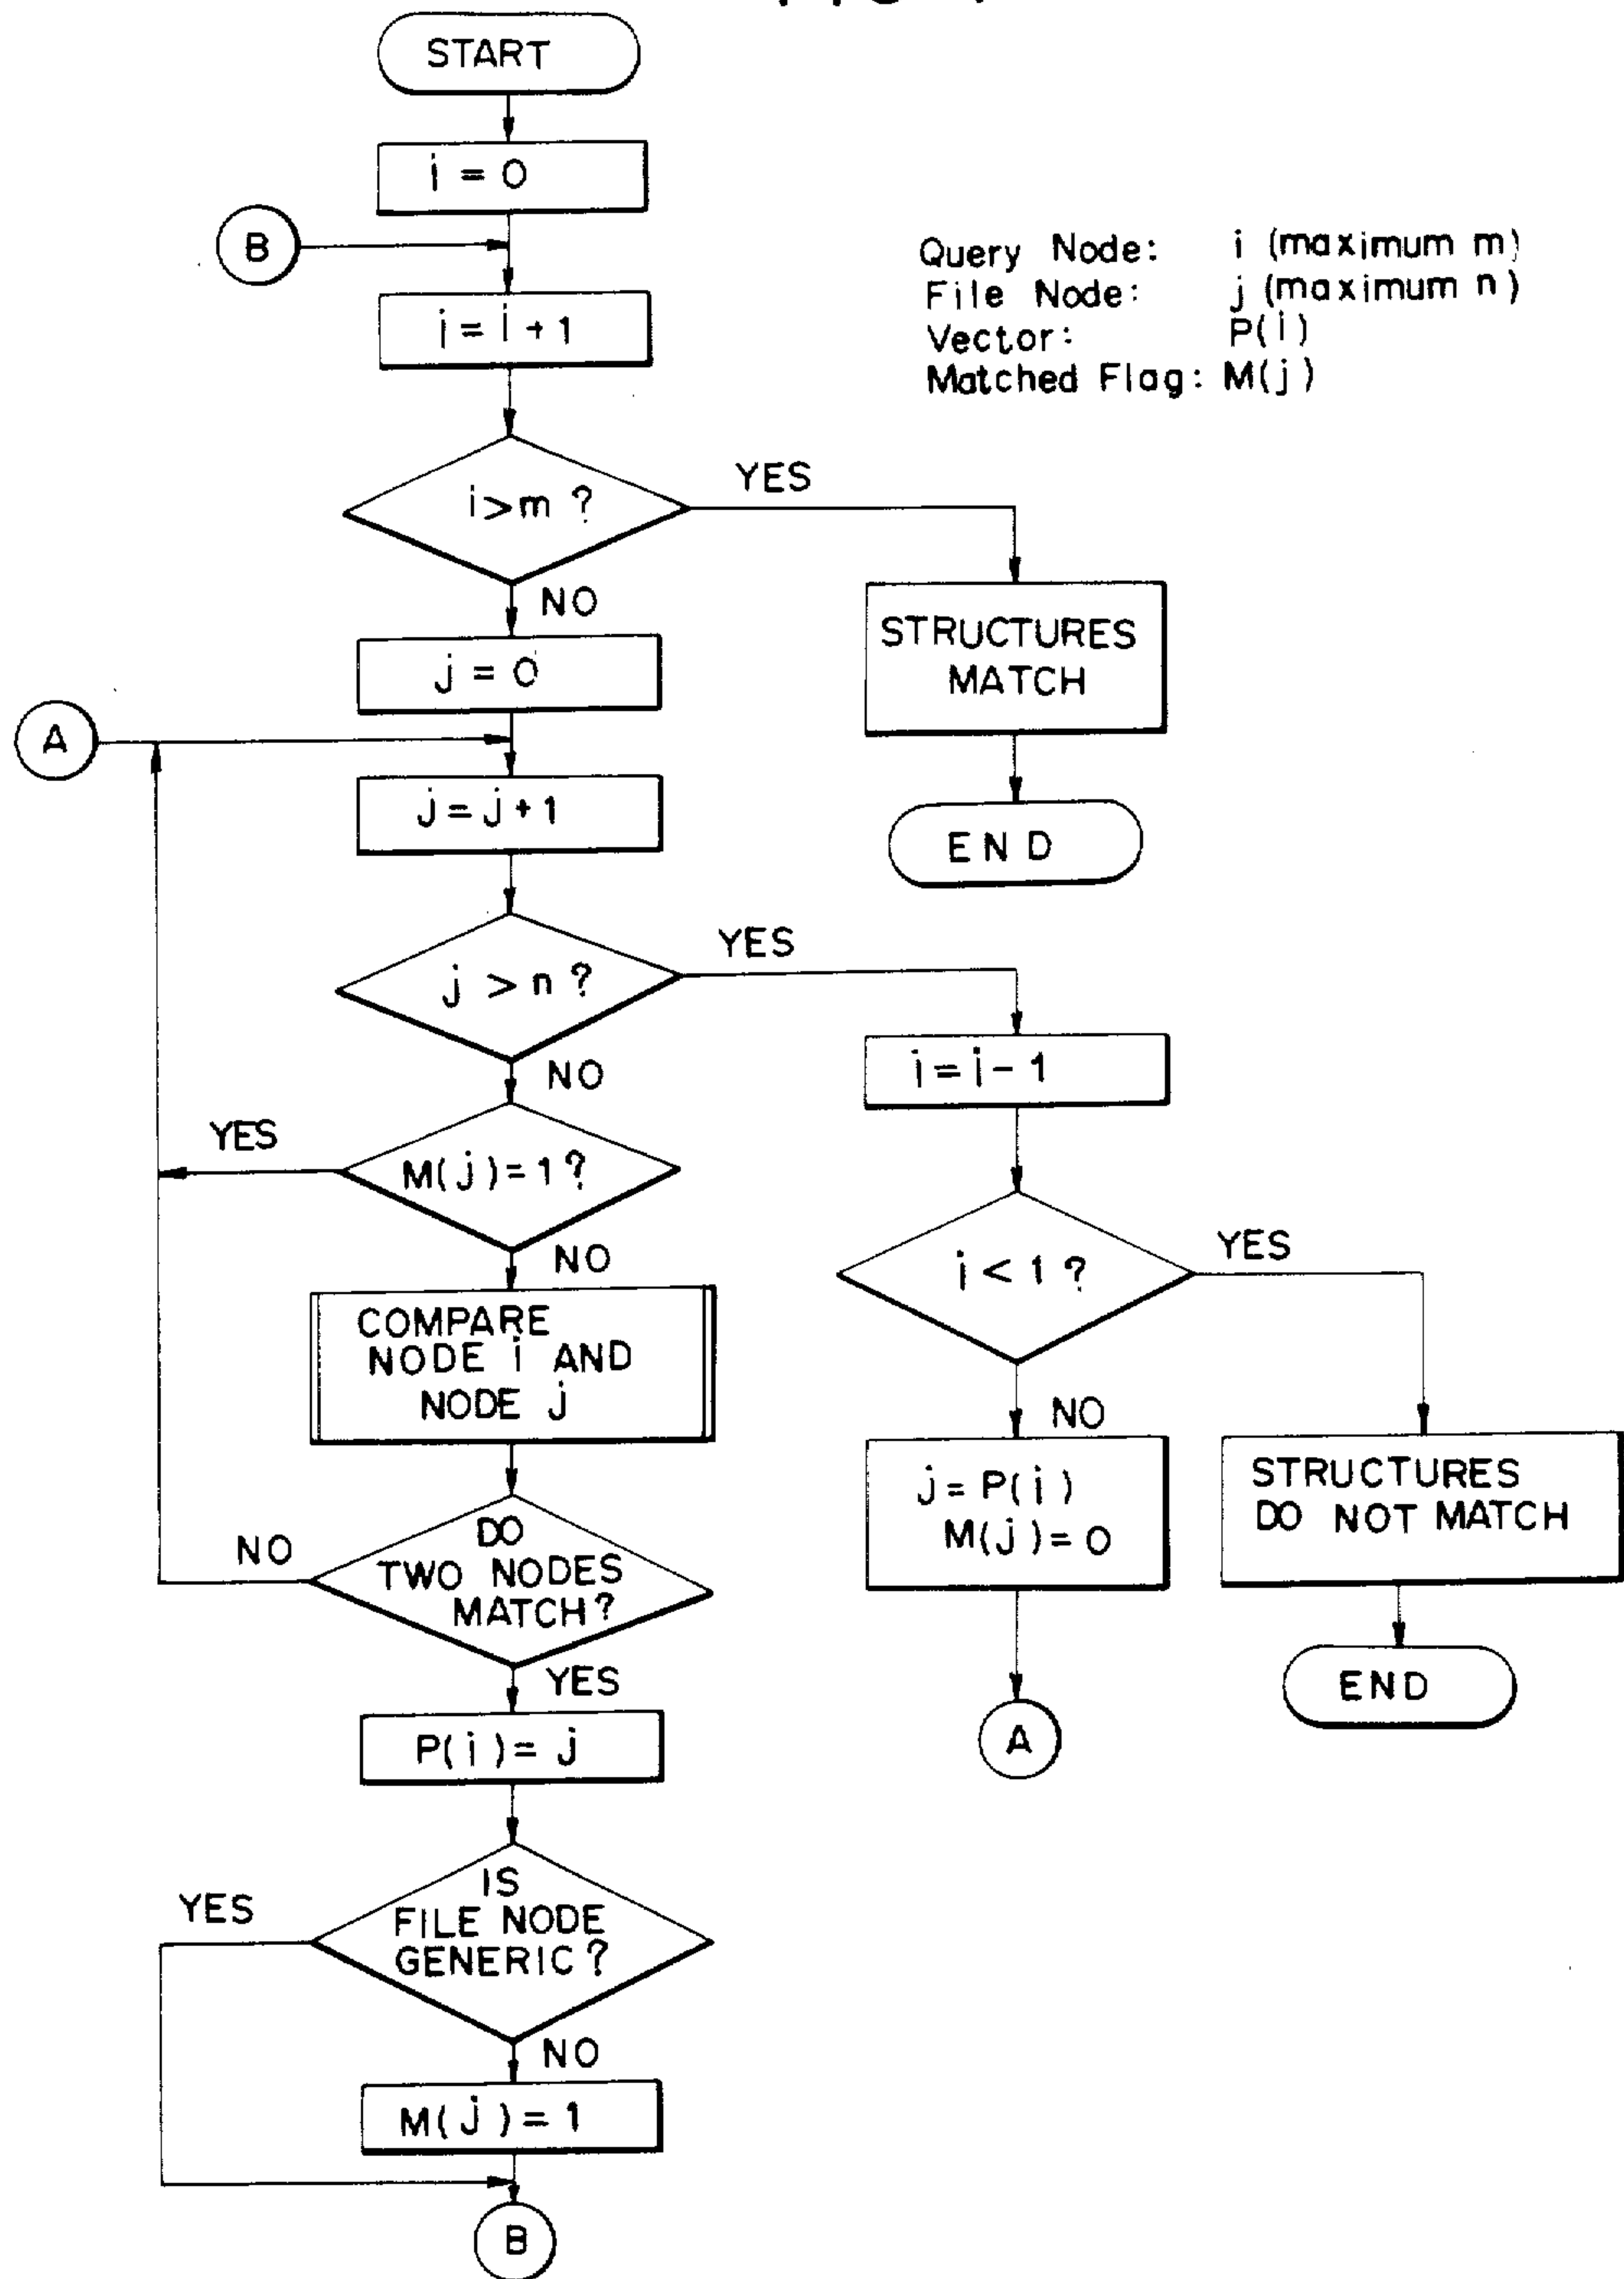 START
i = 0
B
i = i + 1
Query Node: i (maximum m)
File Node: j (maximum n)
Vector: P(i)
Matched Flag: M(j)
i > m ?
YES
NO
STRUCTURES
MATCH
j = 0
A
j = j + 1
END
j > n ?
YES
NO
i = i - 1
M(j) = 1 ?
YES
NO
i < 1 ?
YES
NO
COMPARE
NODE i AND
NODE j
j = P(i)
M(j) = 0
STRUCTURES
DO NOT MATCH
DO
TWO NODES
MATCH?
NO
YES
END
A
P(i) = j
IS
FILE NODE
GENERIC?
YES
NO
M(j) = 1
B